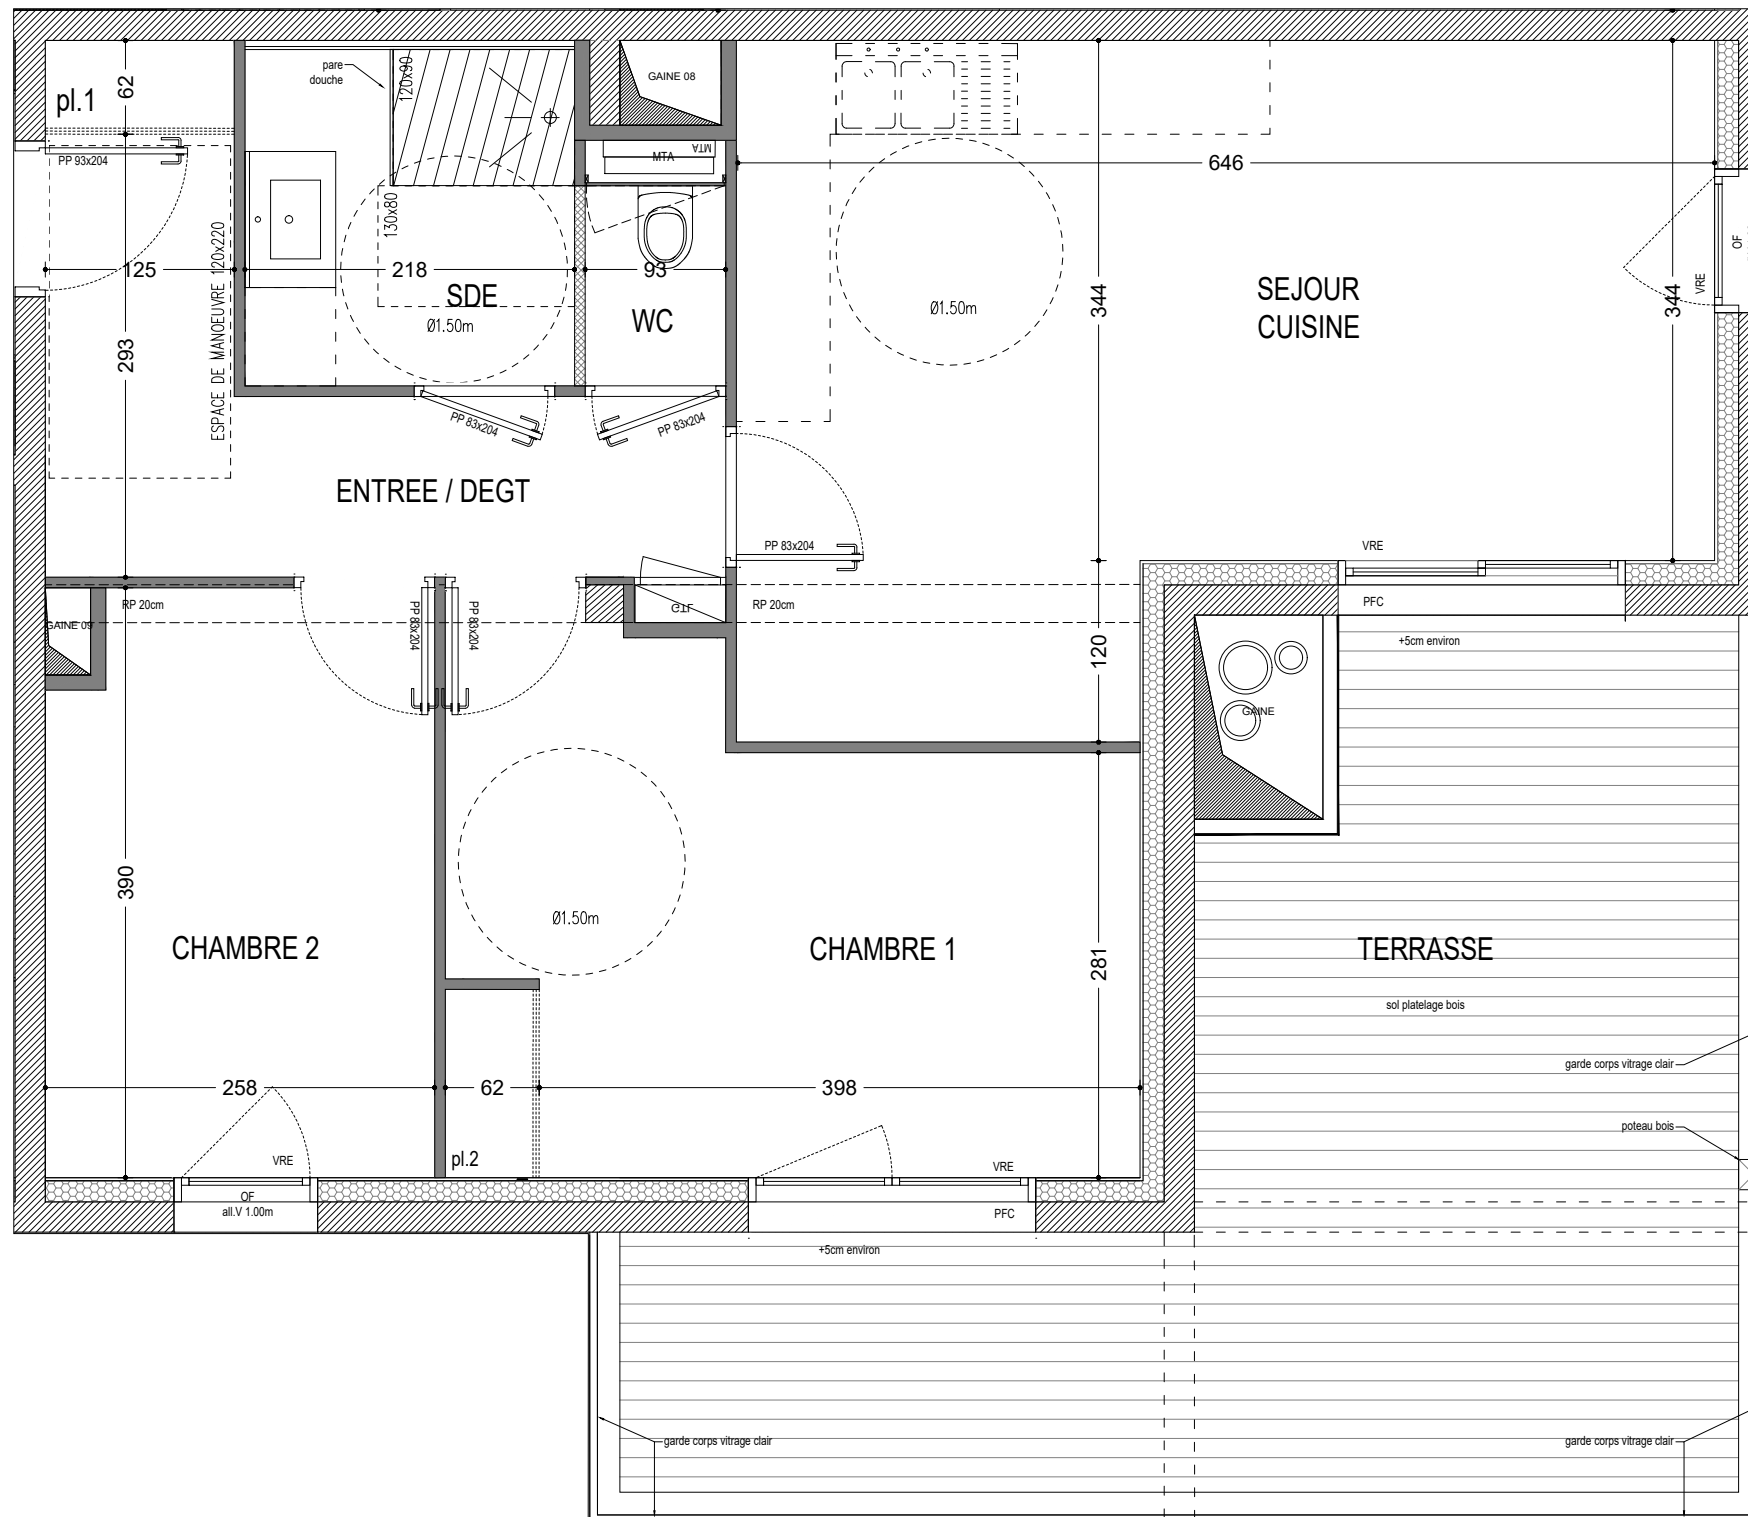 62
pl.1
PP 93x204
pare
douche
120x90
GAINE 08
MTA
MTA
646
130x80
125
218
93
SDE
Ø1.50m
WC
ESPACE DE MANOEUVRE 120x220
293
Ø1.50m
344
SEJOUR
CUISINE
344
VRE
OF
PP 83x204
PP 83x204
ENTREE / DEGT
PP 83x204
VRE
RP 20cm
GAINE 09
PP 83x204
PP 83x204
GTL
RP 20cm
120
PFC
+5cm environ
GAINE
390
Ø1.50m
CHAMBRE 2
CHAMBRE 1
281
TERRASSE
sol platelage bois
garde corps vitrage clair
258
62
398
poteau bois
VRE
pl.2
VRE
OF
all.V 1.00m
PFC
+5cm environ
garde corps vitrage clair
garde corps vitrage clair